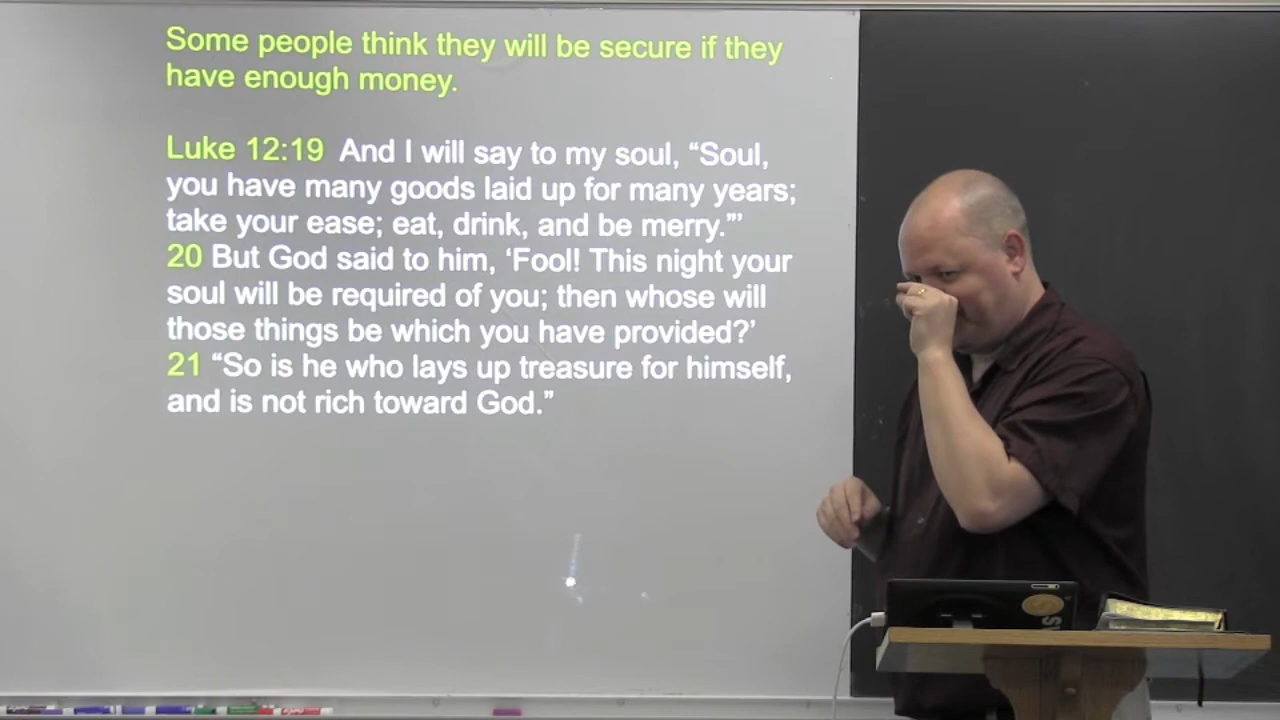 Some people think they will be secure if they
have enough money.
Luke 12:19 And I will say to my soul, “Soul,
you have many goods laid up for many years;
take your ease; eat, drink, and be merry.”’
20 But God said to him, ‘Fool! This night your
soul will be required of you; then whose will
those things be which you have provided?’
21 “So is he who lays up treasure for himself,
and is not rich toward God.”